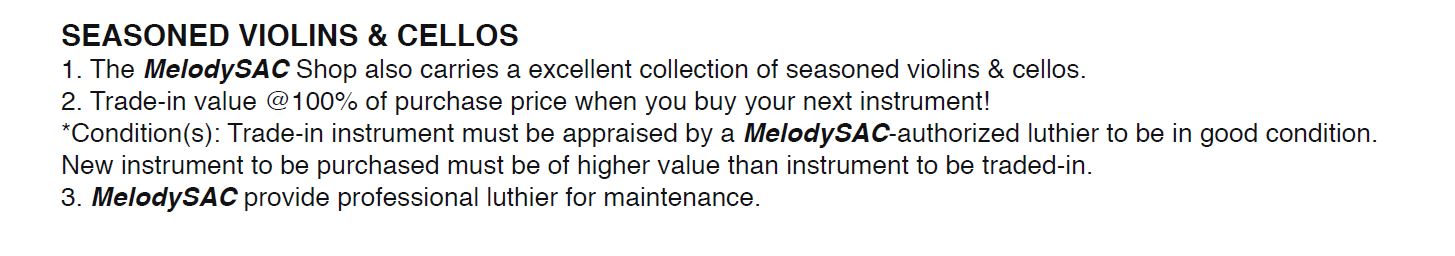 SEASONED VIOLINS & CELLOS
1. The MelodySAC Shop also carries a excellent collection of seasoned violins & cellos.
2. Trade-in value @100% of purchase price when you buy your next instrument!
*Condition(s): Trade-in instrument must be appraised by a MelodySAC-authorized luthier to be in good condition.
New instrument to be purchased must be of higher value than instrument to be traded-in.
3. MelodySAC provide professional luthier for maintenance.